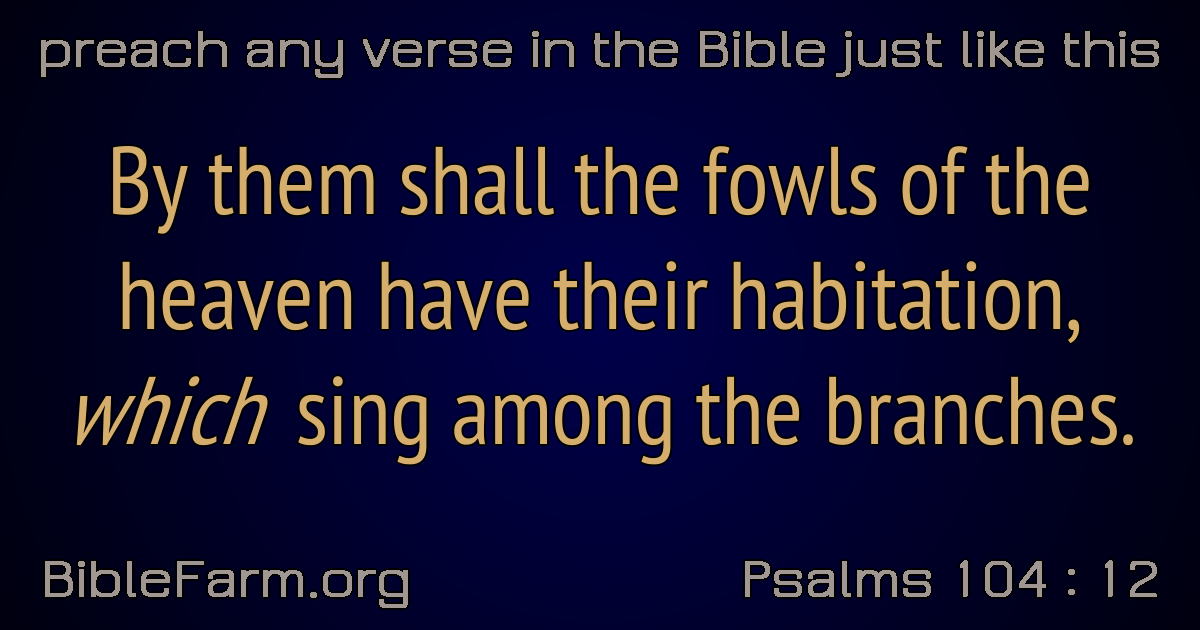 preach any verse in the Bible just like this
By them shall the fowls of the
heaven have their habitation,
which sing among the branches.
BibleFarm.org
Psalms 104 : 12